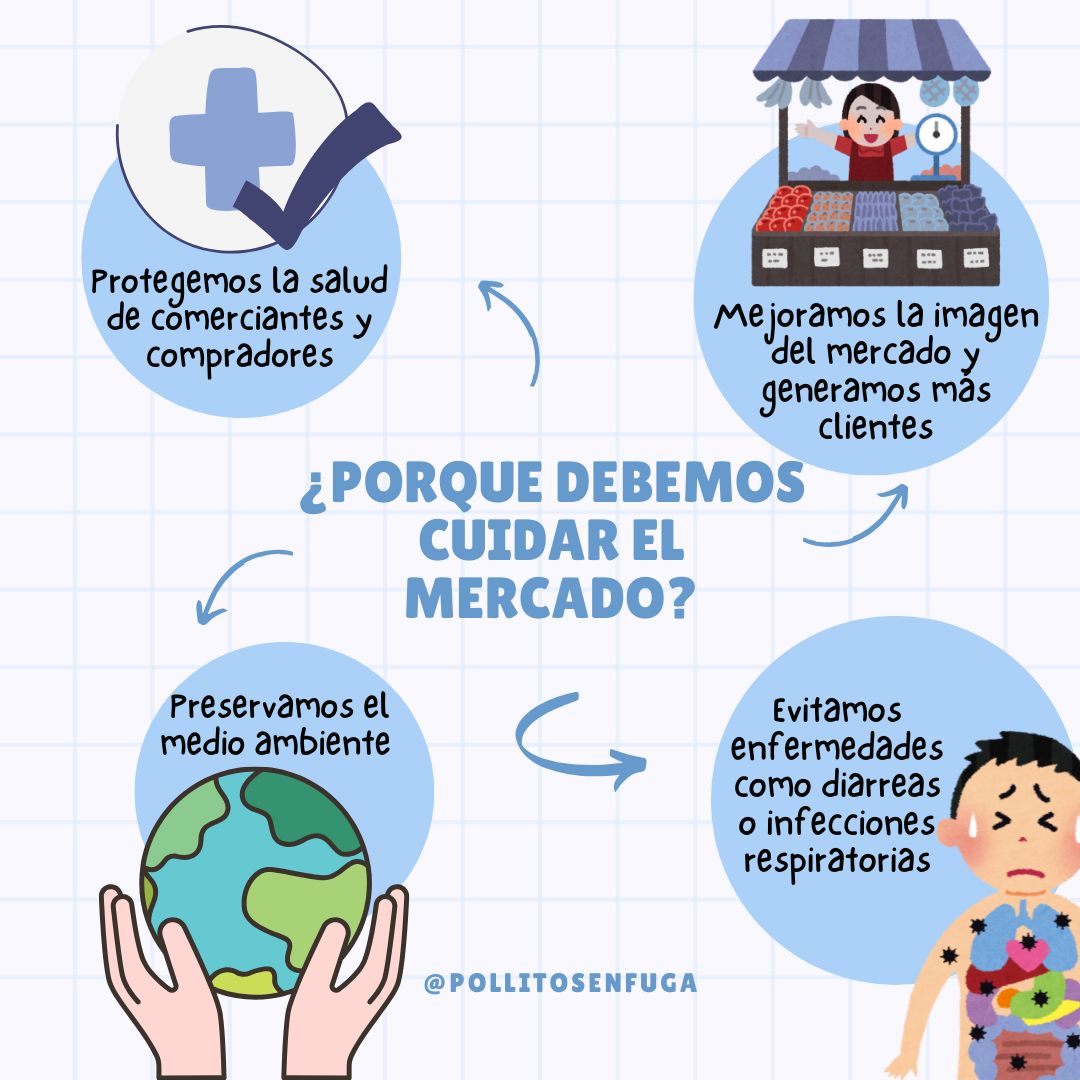 Protegemos la salud
de comerciantes y
compradores
Mejoramos la imagen
del mercado y
generamos más
clientes
¿PORQUE DEBEMOS
CUIDAR EL
MERCADO?
Preservamos el
medio ambiente
Evitamos
enfermedades
como diarreas
o infecciones
respiratorias
@POLLITOSENFUGA